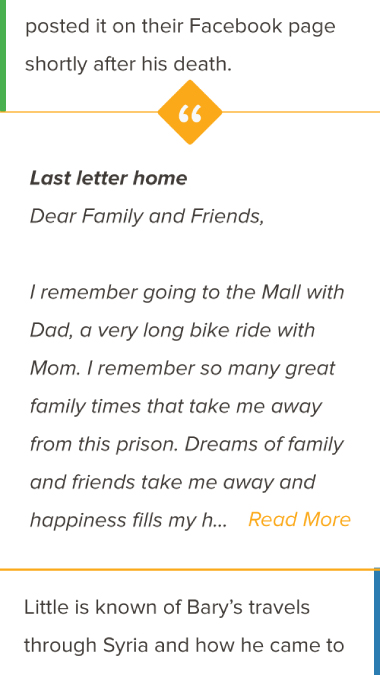 posted it on their Facebook page
shortly after his death.
“
Last letter home
Dear Family and Friends,
I remember going to the Mall with
Dad, a very long bike ride with
Mom. I remember so many great
family times that take me away
from this prison. Dreams of family
and friends take me away and
happiness fills my h... Read More
Little is known of Bary’s travels
through Syria and how he came to